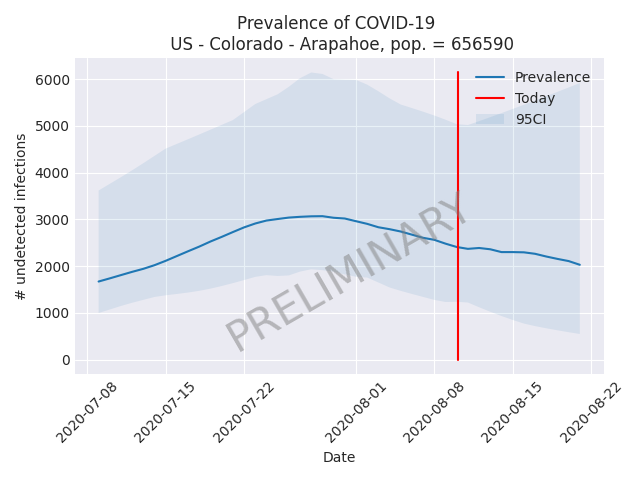 Prevalence of COVID-19
US - Colorado - Arapahoe, pop. = 656590
# undetected infections
6000
5000
4000
3000
2000
1000
0
Prevalence
Today
95CI
PRELIMINARY
2020-07-08
2020-07-15
2020-07-22
2020-08-01
2020-08-08
2020-08-15
2020-08-22
Date